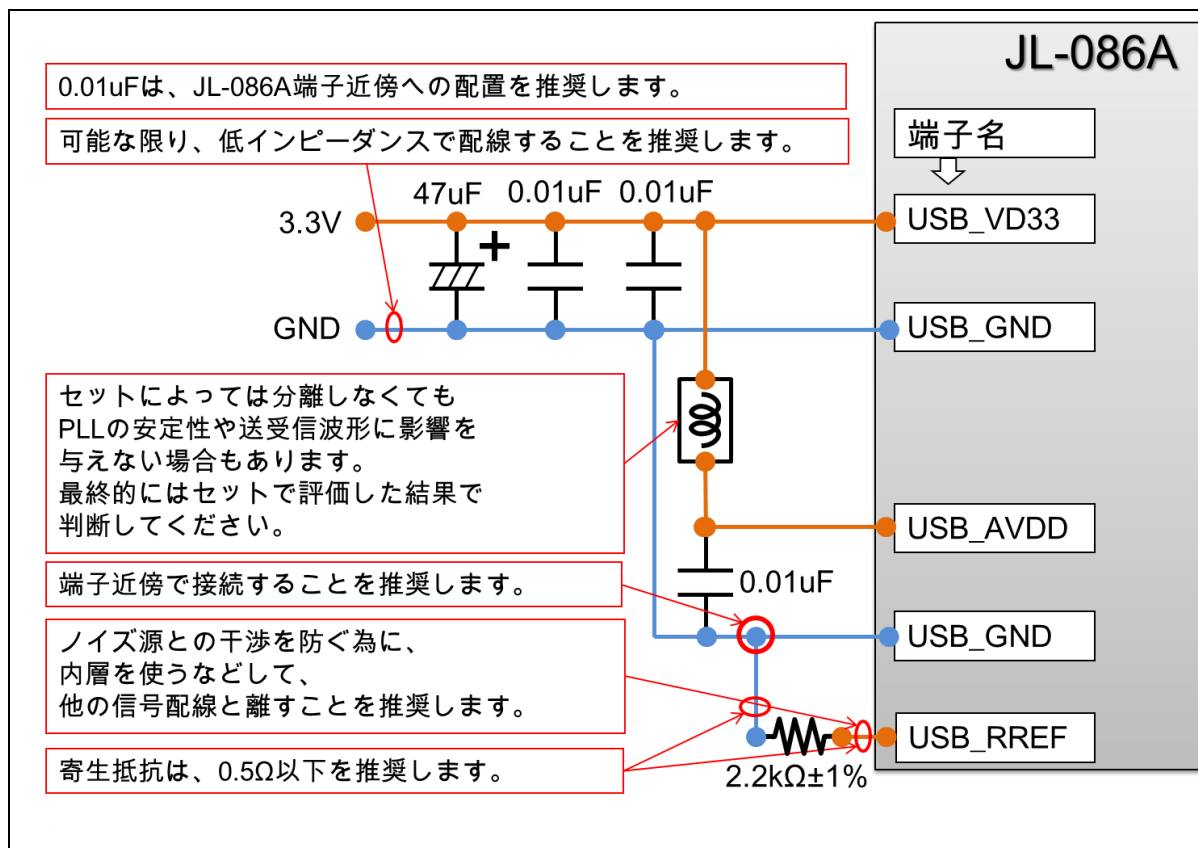 JL-086A
0.01uFは、JL-086A端子近傍への配置を推奨します。
可能な限り、低インピーダンスで配線することを推奨します。
端子名
47uF
0.01uF
0.01uF
3.3V
+
USB_VD33
GND
USB_GND
セットによっては分離しなくても
PLLの安定性や送受信波形に影響を
与えない場合もあります。
最終的にはセットで評価した結果で
判断してください。
USB_AVDD
端子近傍で接続することを推奨します。
0.01uF
USB_GND
ノイズ源との干渉を防ぐ為に、
内層を使うなどして、
他の信号配線と離すことを推奨します。
USB_RREF
寄生抵抗は、0.5Ω以下を推奨します。
2.2kΩ±1%